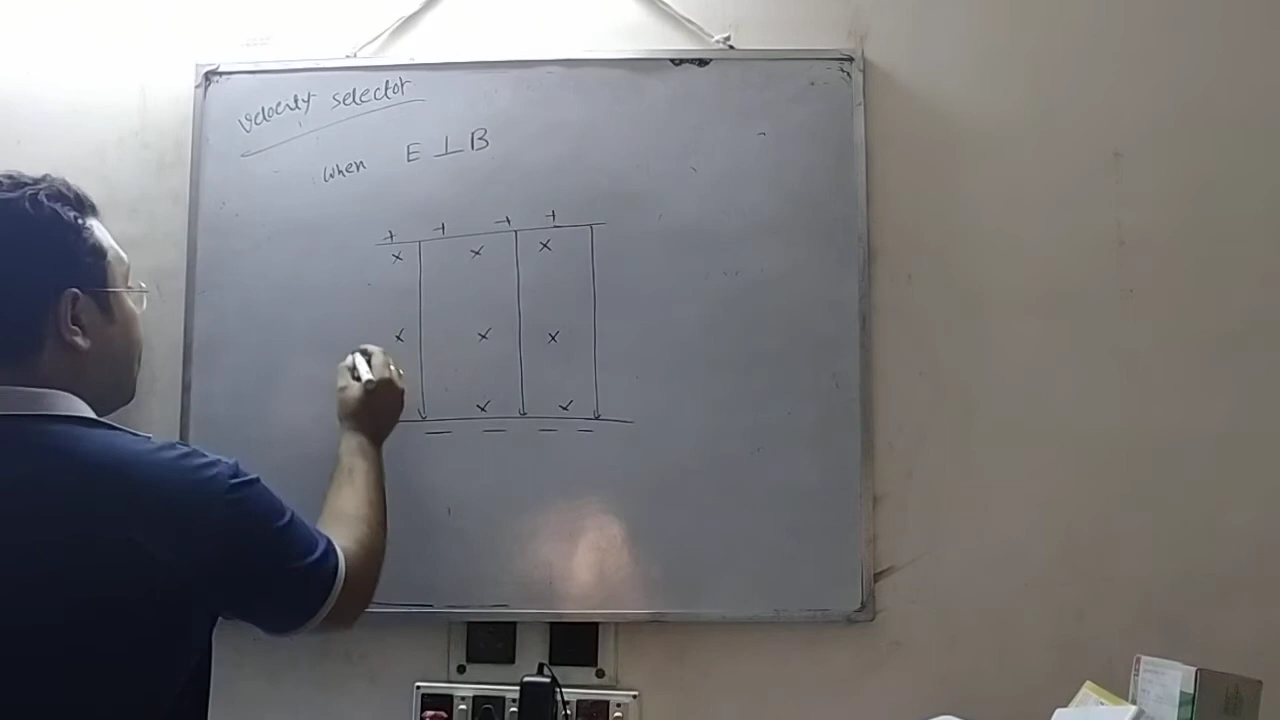 Velocity selector
when E ⊥ B
+ + + +
x x x
x x x
x x
— — — —